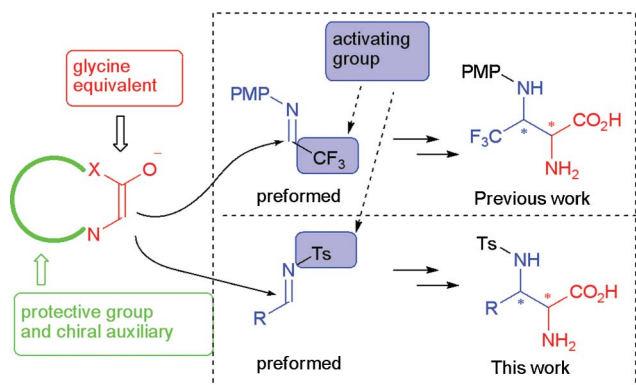 glycine
equivalent
X
O
−
N
protective group
and chiral auxiliary
activating
group
PMP
N
CF3
preformed
PMP
NH
F3C
*
*
CO2H
NH2
Previous work
N
Ts
R
preformed
Ts
NH
R
*
*
CO2H
NH2
This work